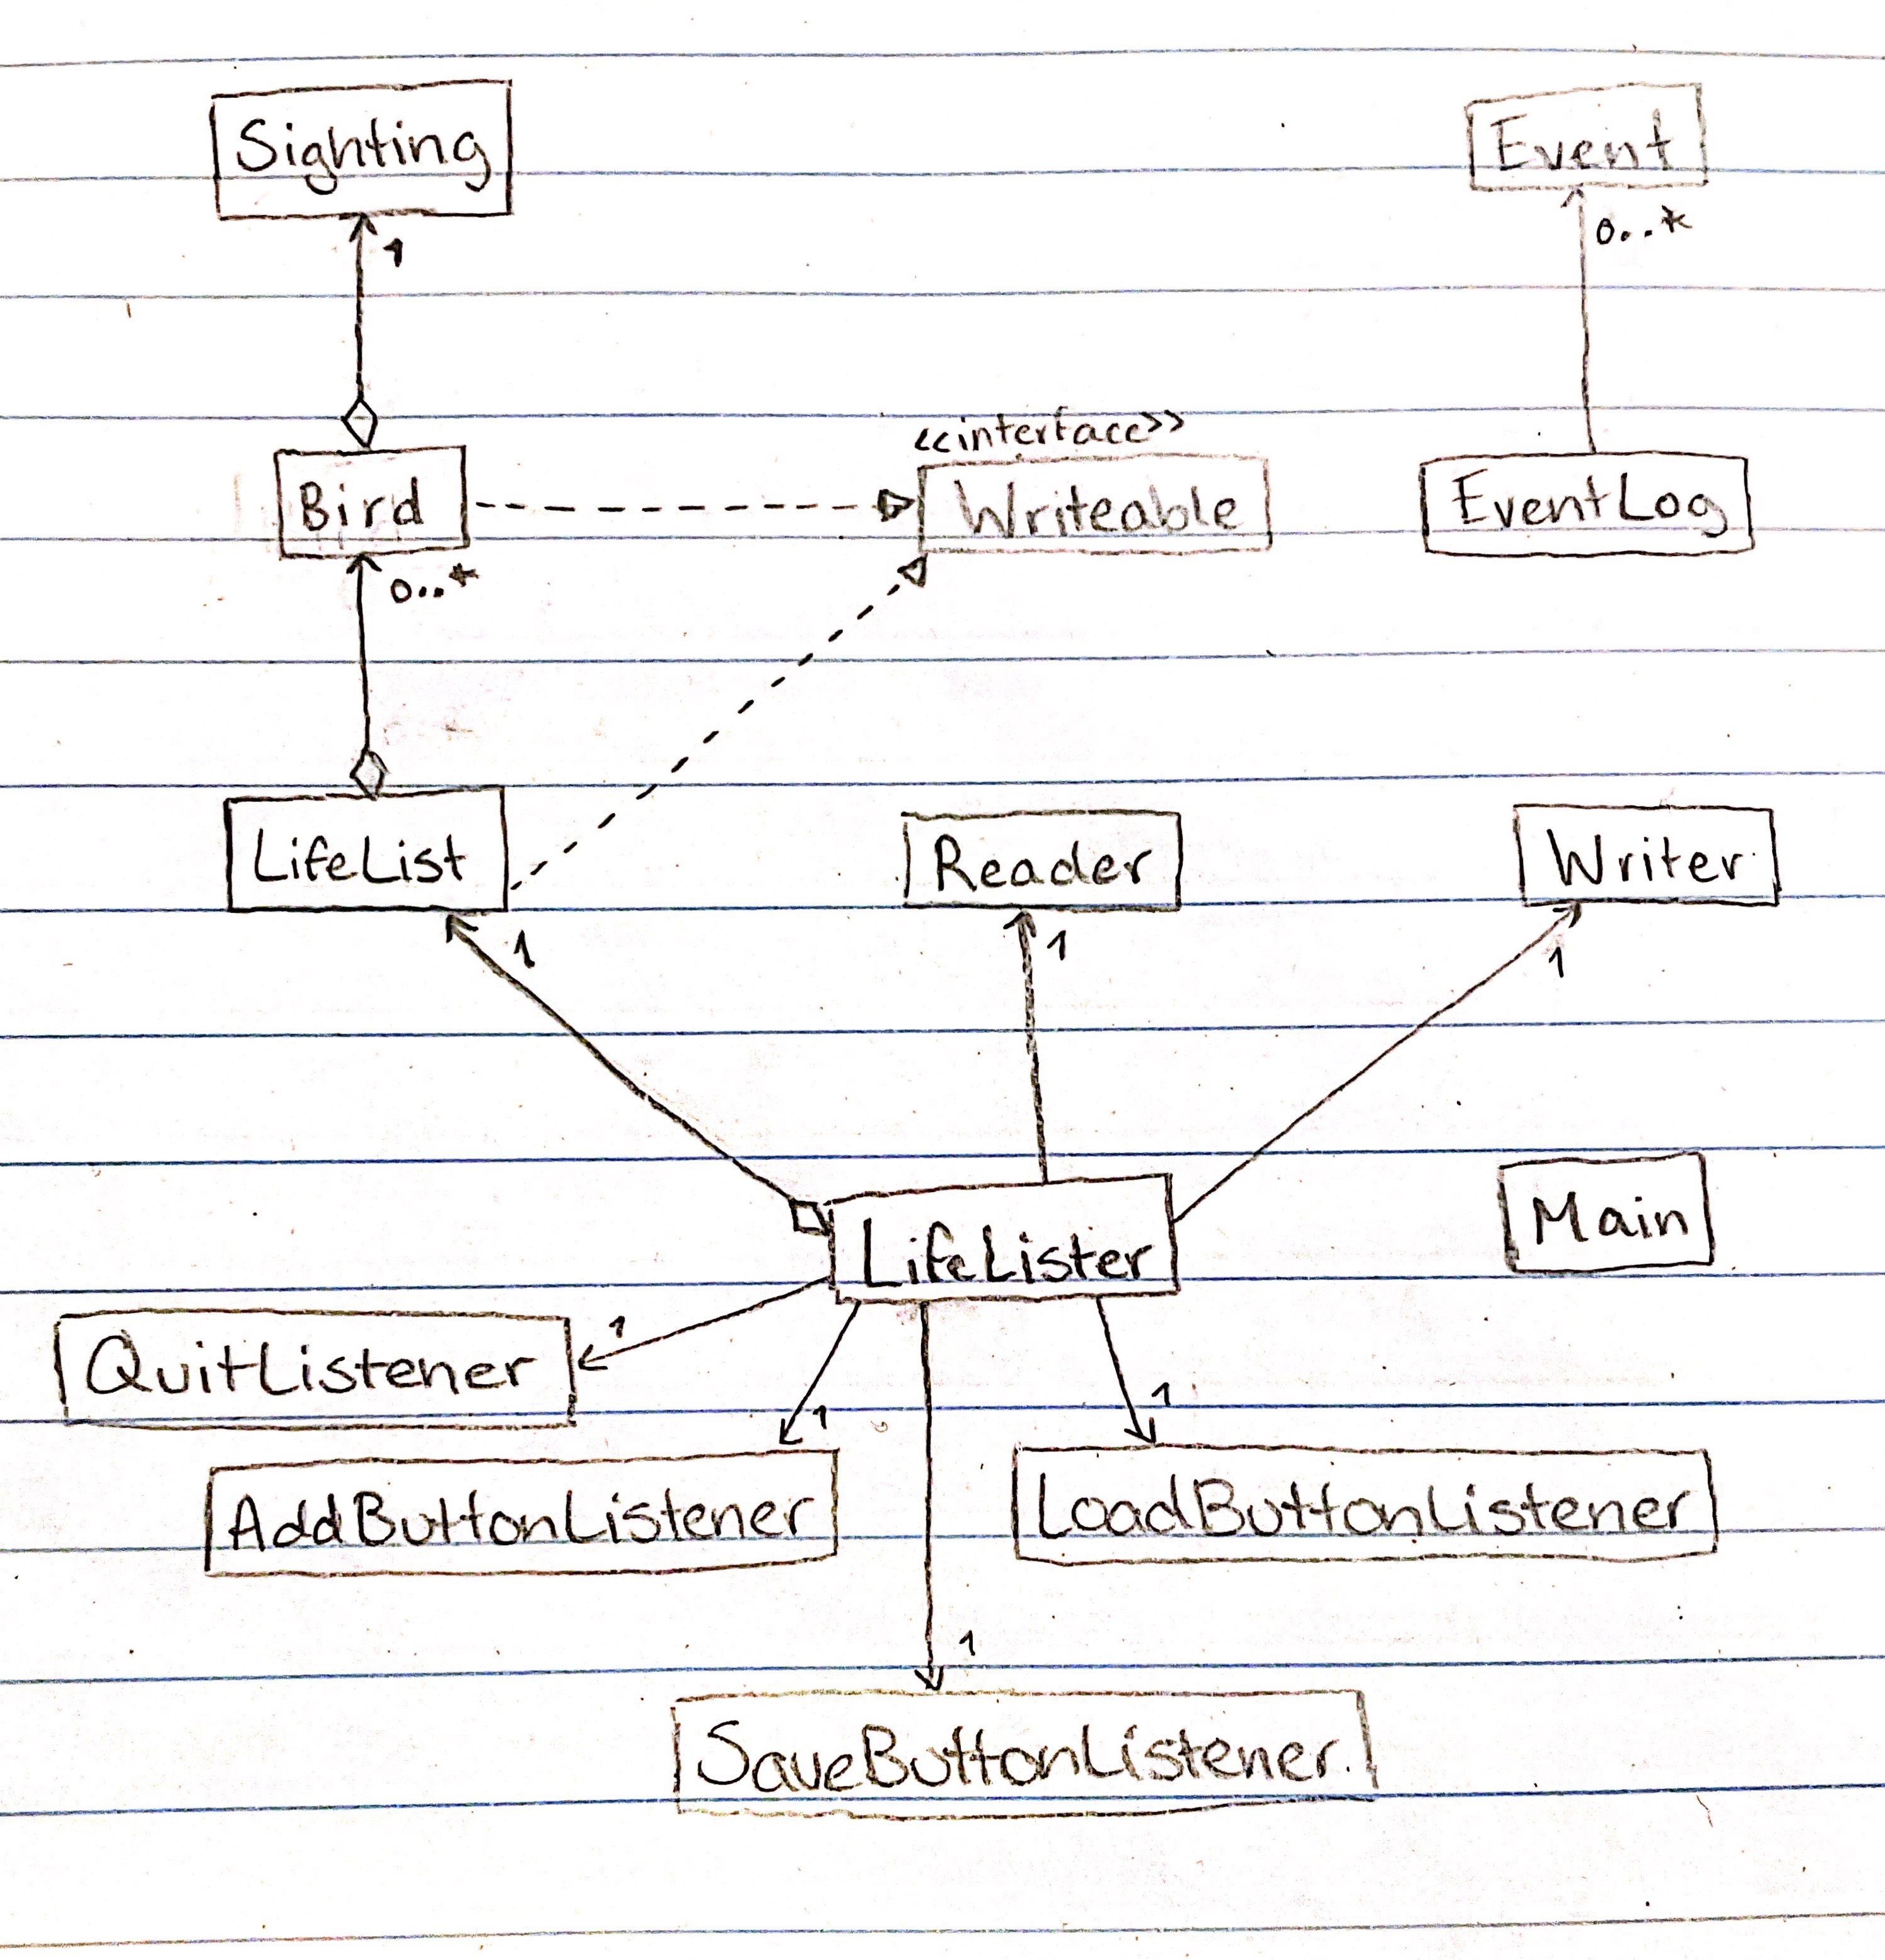 Sighting
Event
1
0..*
<<interface>>
Bird
Writeable
EventLog
0..*
LifeList
Reader
Writer
1
1
1
LifeLister
Main
QuitListener
1
1
1
AddButtonListener
LoadButtonListener
1
SaveButtonListener